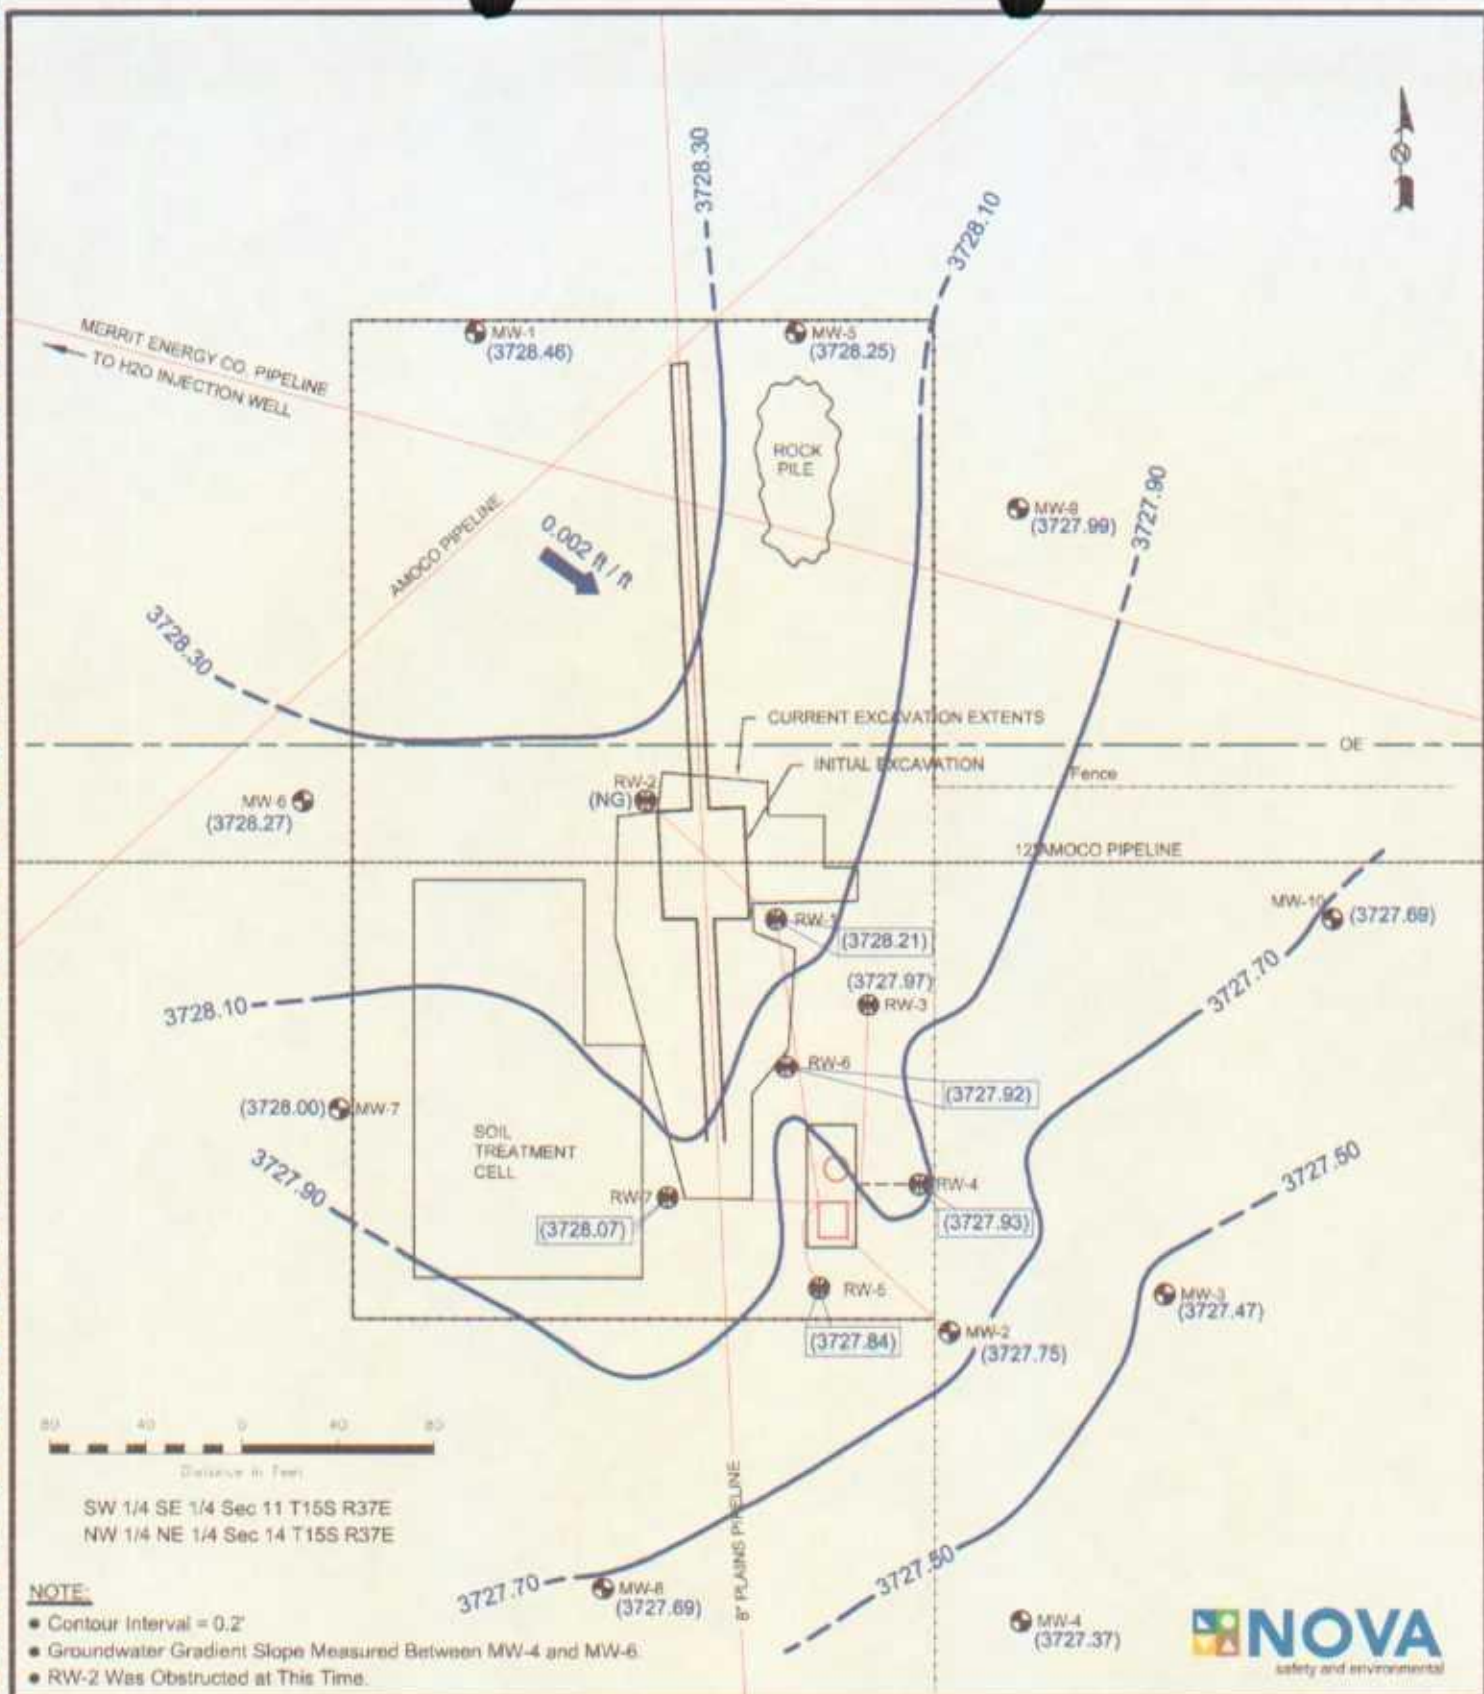 3728.30
3728.10
MERRIT ENERGY CO. PIPELINE
TO H2O INJECTION WELL
MW-1
(3728.46)
MW-5
(3728.25)
ROCK
PILE
AMOCO PIPELINE
0.002 ft / ft
MW-8
(3727.99)
3727.90
3728.30
CURRENT EXCAVATION EXTENTS
OE
INITIAL EXCAVATION
Fence
RW-2
(NG)
MW-6
(3728.27)
12" AMOCO PIPELINE
MW-10
(3727.69)
RW-1
(3728.21)
(3727.97)
RW-3
3727.70
3728.10
RW-6
(3727.92)
(3728.00)
MW-7
SOIL
TREATMENT
CELL
3727.90
3727.50
RW-7
(3728.07)
RW-4
(3727.93)
RW-5
(3727.84)
MW-3
(3727.47)
MW-2
(3727.75)
80 40 0 40 80
Distance in Feet
SW 1/4 SE 1/4 Sec 11 T15S R37E
NW 1/4 NE 1/4 Sec 14 T15S R37E
8" PLAINS PIPELINE
3727.70
MW-8
(3727.69)
3727.50
MW-4
(3727.37)
NOTE:
● Contour Interval = 0.2'
● Groundwater Gradient Slope Measured Between MW-4 and MW-6.
● RW-2 Was Obstructed at This Time.
NOVA
safety and environmental